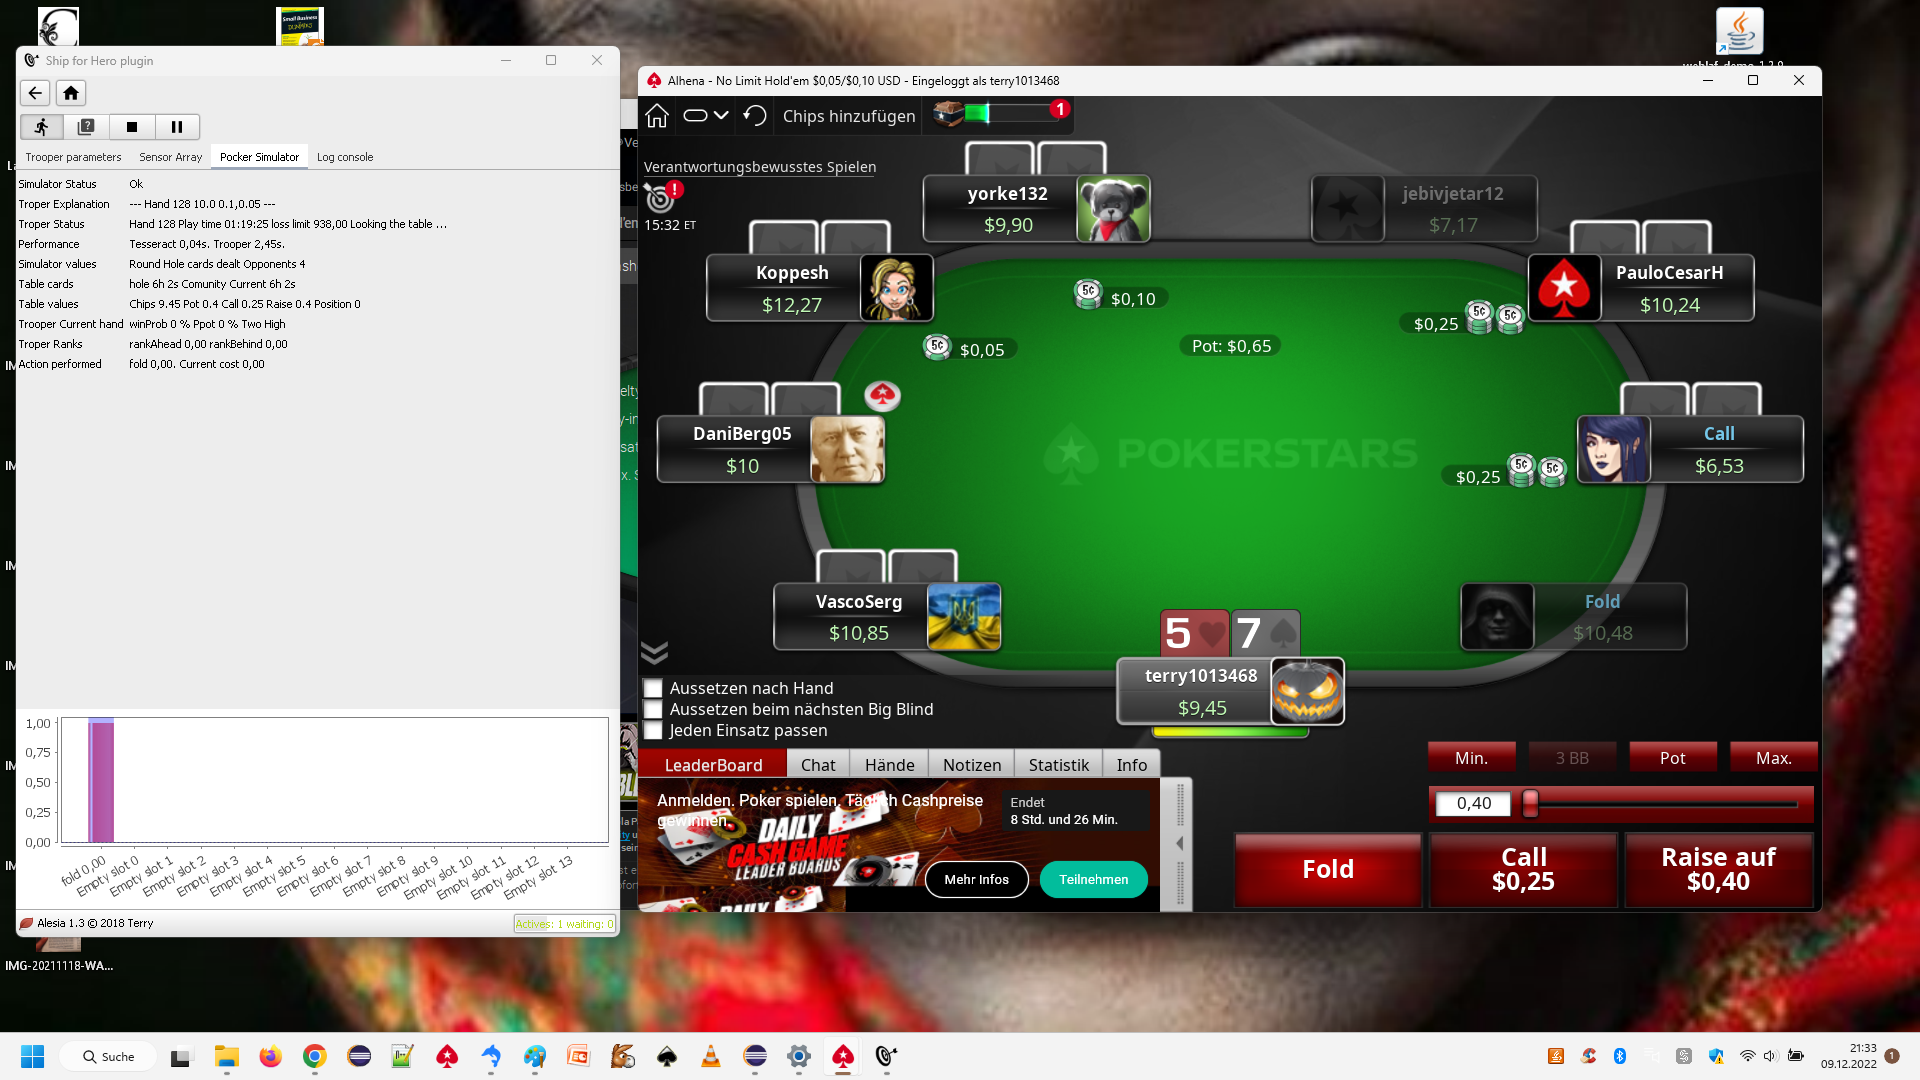 Small Business
DUMMIES
Ship for Hero plugin
Trooper parameters
Sensor Array
Pocker Simulator
Log console
Simulator Status Ok
Troper Explanation --- Hand 128 10.0 0.1,0.05 ---
Troper Status Hand 128 Play time 01:19:25 loss limit 938,00 Looking the table ...
Performance Tesseract 0,04s. Trooper 2,45s.
Simulator values Round Hole cards dealt Opponents 4
Table cards hole 6h 2s Comunity Current 6h 2s
Table values Chips 9.45 Pot 0.4 Call 0.25 Raise 0.4 Position 0
Trooper Current hand winProb 0 % Ppot 0 % Two High
Troper Ranks rankAhead 0,00 rankBehind 0,00
Action performed fold 0,00. Current cost 0,00
1,00
0,75
0,50
0,25
0,00
fold 0,00
Empty slot 0
Empty slot 1
Empty slot 2
Empty slot 3
Empty slot 4
Empty slot 5
Empty slot 6
Empty slot 7
Empty slot 8
Empty slot 9
Empty slot 10
Empty slot 11
Empty slot 12
Empty slot 13
Alesia 1.3 © 2018 Terry
Actives: 1 waiting: 0
IMG-20211118-WA...
Alhena - No Limit Hold'em $0,05/$0,10 USD - Eingeloggt als terry1013468
Chips hinzufügen
1
Verantwortungsbewusstes Spielen
!
15:32 ET
yorke132
$9,90
jebivjetar12
$7,17
Koppesh
$12,27
PauloCesarH
$10,24
5¢ $0,10
$0,25 5¢ 5¢
5¢ $0,05
Pot: $0,65
DaniBerg05
$10
POKERSTARS
Call
$6,53
$0,25 5¢ 5¢
VascoSerg
$10,85
Fold
$10,48
5 7
terry1013468
$9,45
Aussetzen nach Hand
Aussetzen beim nächsten Big Blind
Jeden Einsatz passen
LeaderBoard
Chat
Hände
Notizen
Statistik
Info
Anmelden. Poker spielen. Täglich Cashpreise
gewinnen.
Endet
8 Std. und 26 Min.
DAILY
CASH GAME
LEADER BOARDS
DAILY
Mehr Infos
Teilnehmen
Min.
3 BB
Pot
Max.
0,40
Fold
Call
$0,25
Raise auf
$0,40
Suche
21:33
09.12.2022
1